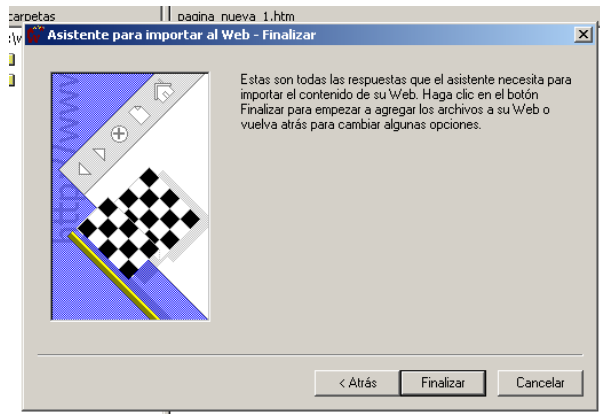 carpetas
pagina_nueva_1.htm
Asistente para importar al Web - Finalizar
Estas son todas las respuestas que el asistente necesita para
importar el contenido de su Web. Haga clic en el botón
Finalizar para empezar a agregar los archivos a su Web o
vuelva atrás para cambiar algunas opciones.
< Atrás
Finalizar
Cancelar